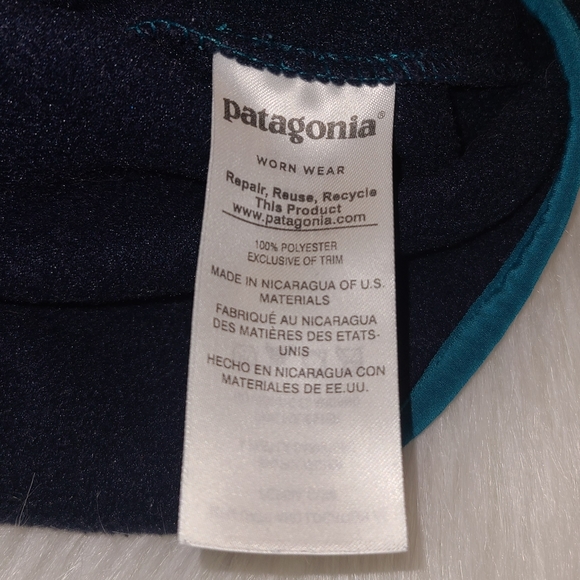 patagonia®
WORN WEAR
Repair, Reuse, Recycle
This Product
www.patagonia.com
100% POLYESTER
EXCLUSIVE OF TRIM
MADE IN NICARAGUA OF U.S.
MATERIALS
FABRIQUÉ AU NICARAGUA
DES MATIÈRES DES ETATS-
UNIS
HECHO EN NICARAGUA CON
MATERIALES DE EE.UU.